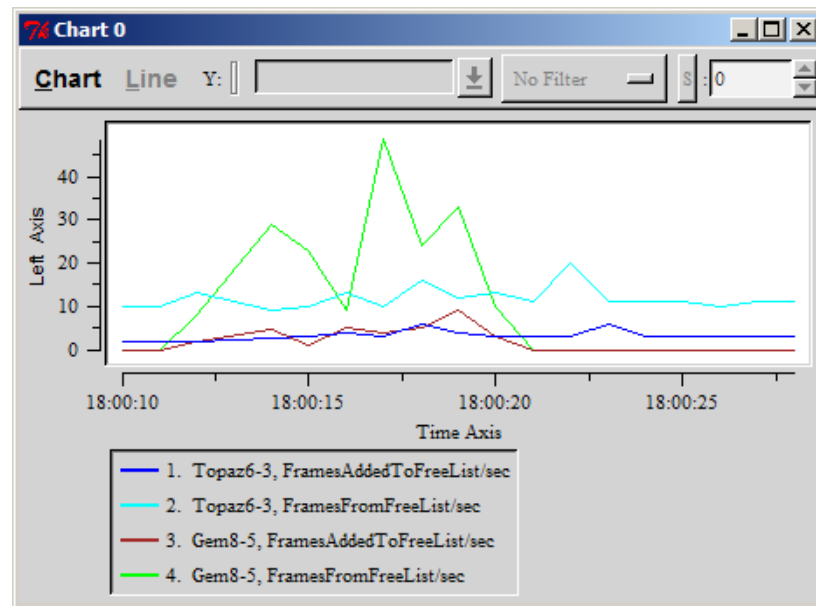 Chart 0
Chart Line Y: No Filter S : 0
Left Axis
40
30
20
10
0
18:00:10 18:00:15 18:00:20 18:00:25
Time Axis
1. Topaz6-3, FramesAddedToFreeList/sec
2. Topaz6-3, FramesFromFreeList/sec
3. Gem8-5, FramesAddedToFreeList/sec
4. Gem8-5, FramesFromFreeList/sec